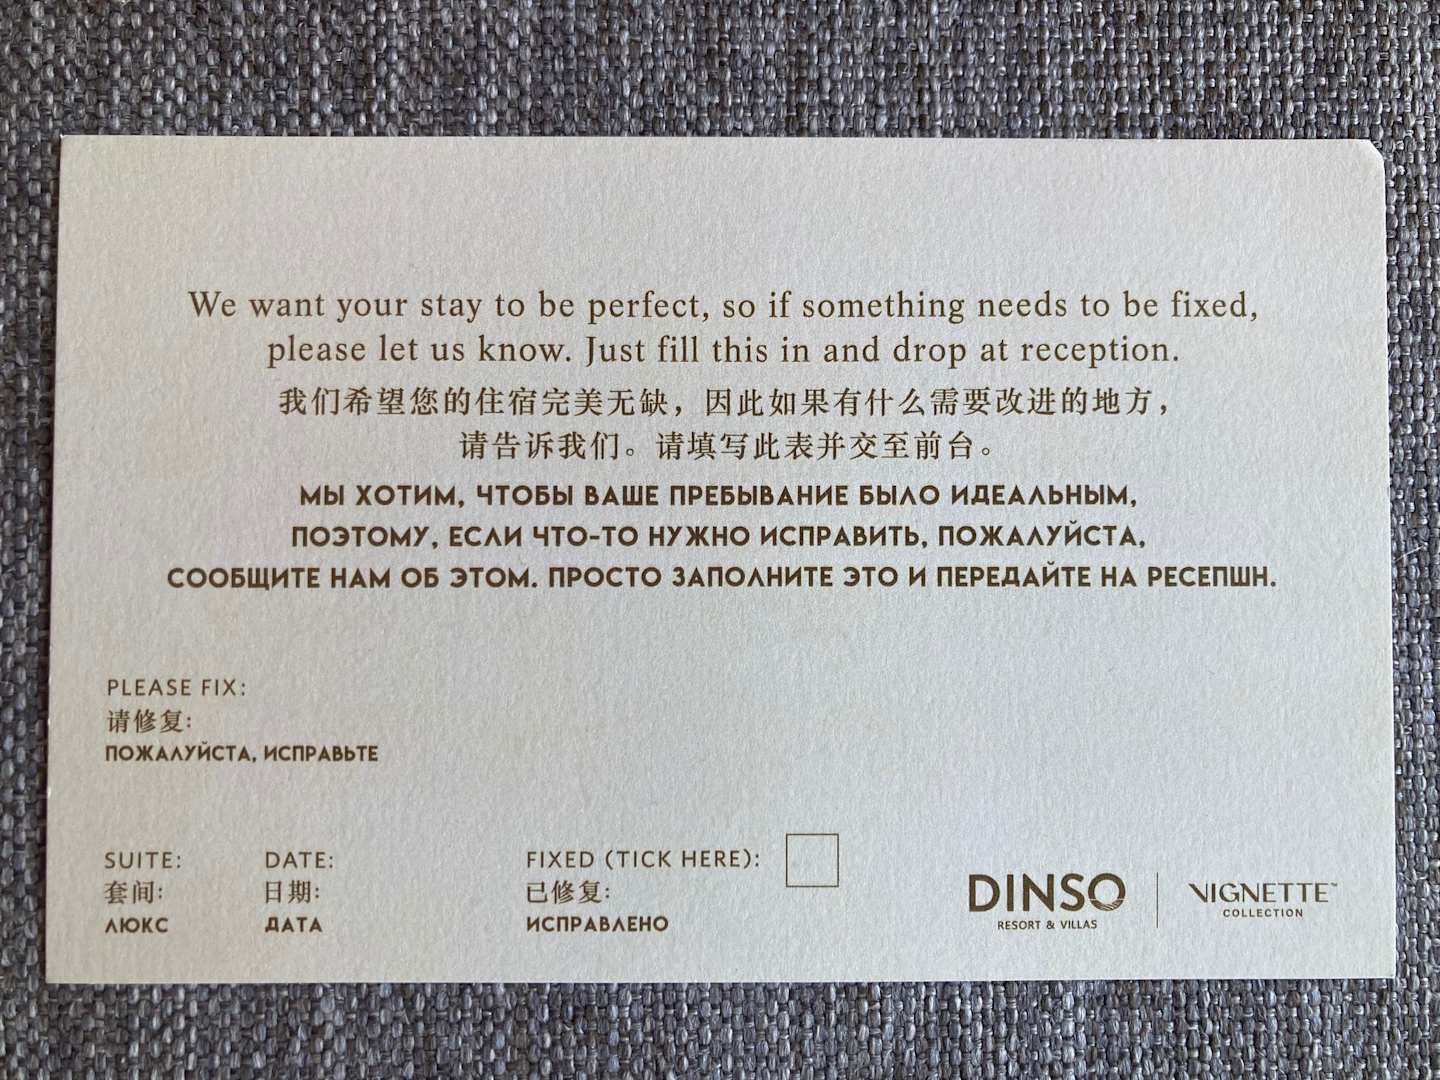 We want your stay to be perfect, so if something needs to be fixed,
please let us know. Just fill this in and drop at reception.
我们希望您的住宿完美无缺，因此如果有什么需要改进的地方，
请告诉我们。请填写此表并交至前台。
МЫ ХОТИМ, ЧТОБЫ ВАШЕ ПРЕБЫВАНИЕ БЫЛО ИДЕАЛЬНЫМ,
ПОЭТОМУ, ЕСЛИ ЧТО-ТО НУЖНО ИСПРАВИТЬ, ПОЖАЛУЙСТА,
СООБЩИТЕ НАМ ОБ ЭТОМ. ПРОСТО ЗАПОЛНИТЕ ЭТО И ПЕРЕДАЙТЕ НА РЕСЕПШН.
PLEASE FIX:
请修复:
ПОЖАЛУЙСТА, ИСПРАВЬТЕ
SUITE:
套间:
ЛЮКС
DATE:
日期:
ДАТА
FIXED (TICK HERE):
已修复:
ИСПРАВЛЕНО
DINSO
RESORT & VILLAS
VIGNETTE™
COLLECTION